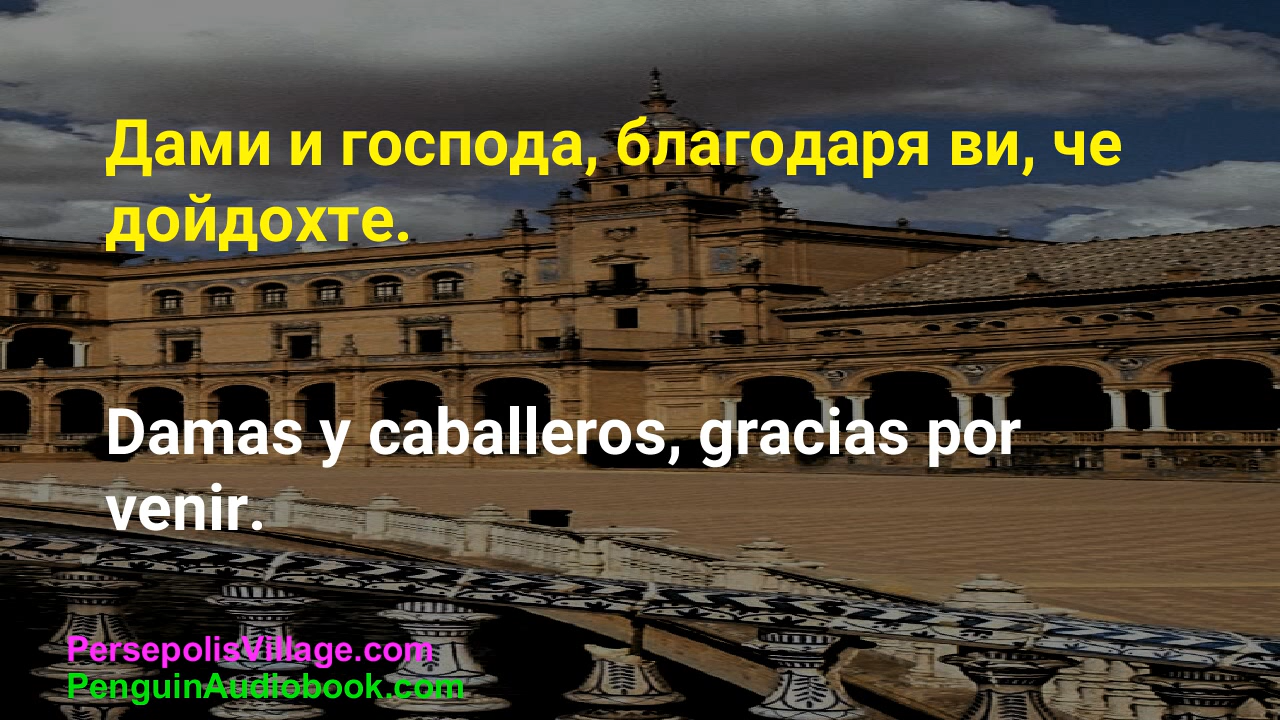 Дами и господа, благодаря ви, че
дойдохте.
Damas y caballeros, gracias por
venir.
PersepolisVillage.com
PenguinAudiobook.com